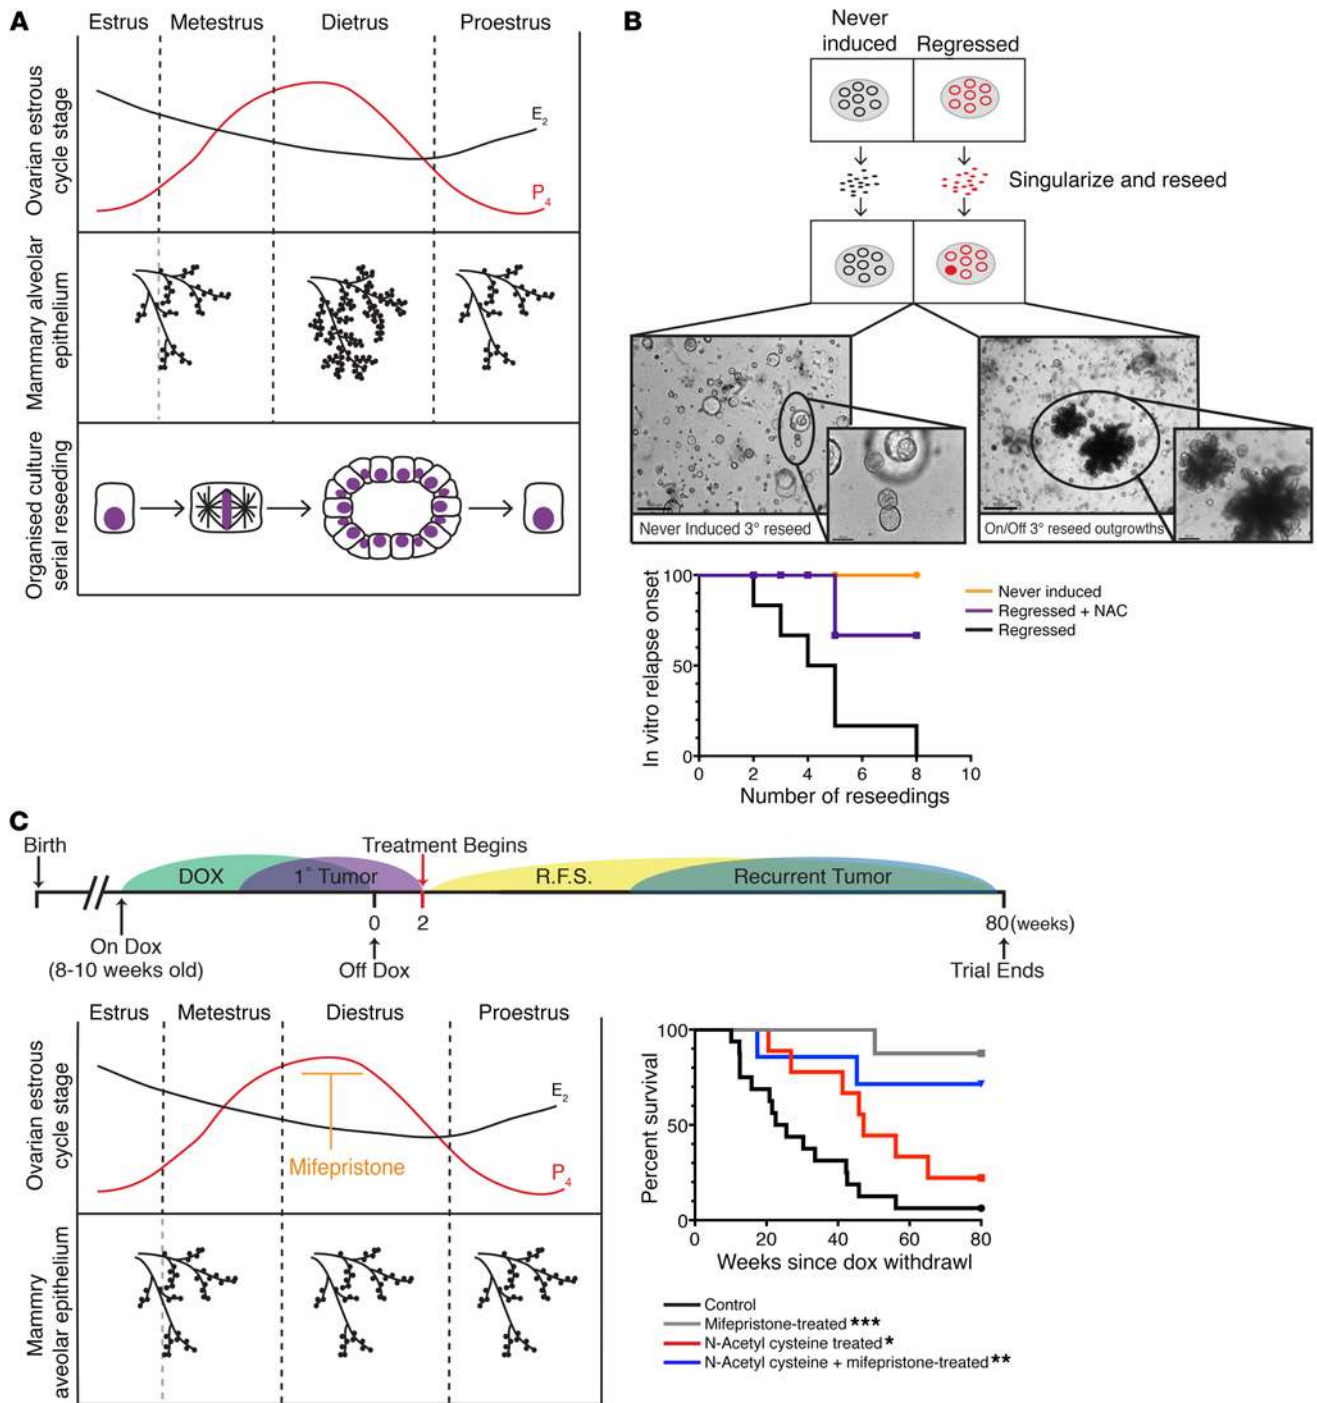 A
Estrus Metestrus Dietrus Proestrus
Ovarian estrous
cycle stage
E2
P4
Mammary alveolar
epithelium
Organised culture
serial reseeding
B
Never
induced
Regressed
Singularize and reseed
Never Induced 3° reseed
On/Off 3° reseed outgrowths
In vitro relapse onset
100
50
0
0 2 4 6 8 10
Number of reseedings
Never induced
Regressed + NAC
Regressed
C
Birth
Treatment Begins
DOX
1° Tumor
R.F.S.
Recurrent Tumor
0
2
80(weeks)
On Dox
(8-10 weeks old)
Off Dox
Trial Ends
Estrus Metestrus Diestrus Proestrus
Ovarian estrous
cycle stage
E2
Mifepristone
P4
Mammry
aveolar epithelium
Percent survival
100
50
0
0 20 40 60 80
Weeks since dox withdrawl
Control
Mifepristone-treated ***
N-Acetyl cysteine treated *
N-Acetyl cysteine + mifepristone-treated **